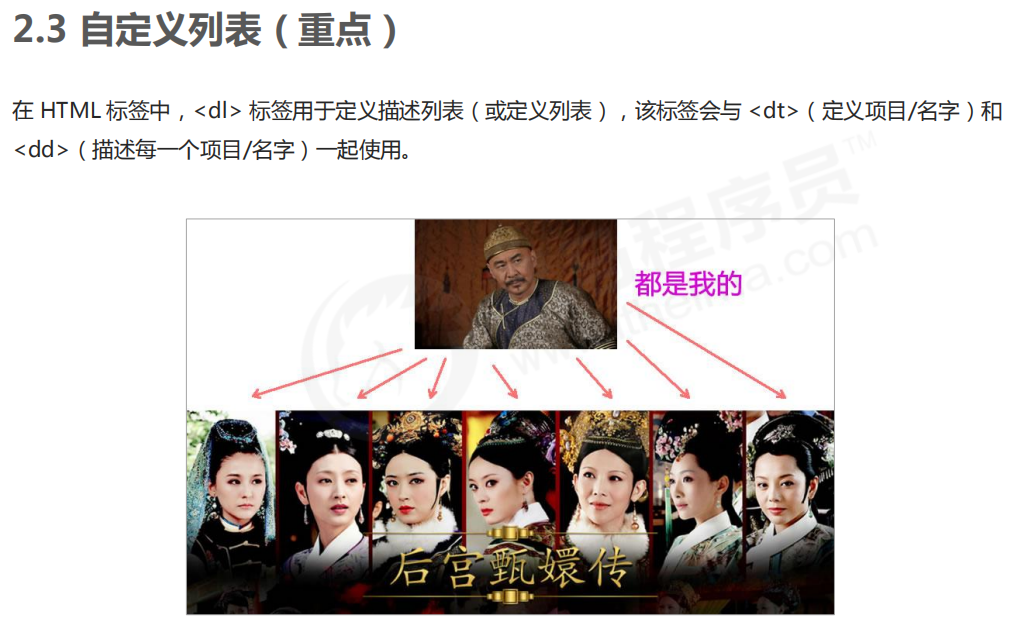 2.3 自定义列表（重点）
在 HTML 标签中，<dl> 标签用于定义描述列表（或定义列表），该标签会与 <dt>（定义项目/名字）和
<dd>（描述每一个项目/名字）一起使用。
程序员™
都是我的
后宫甄嬛传